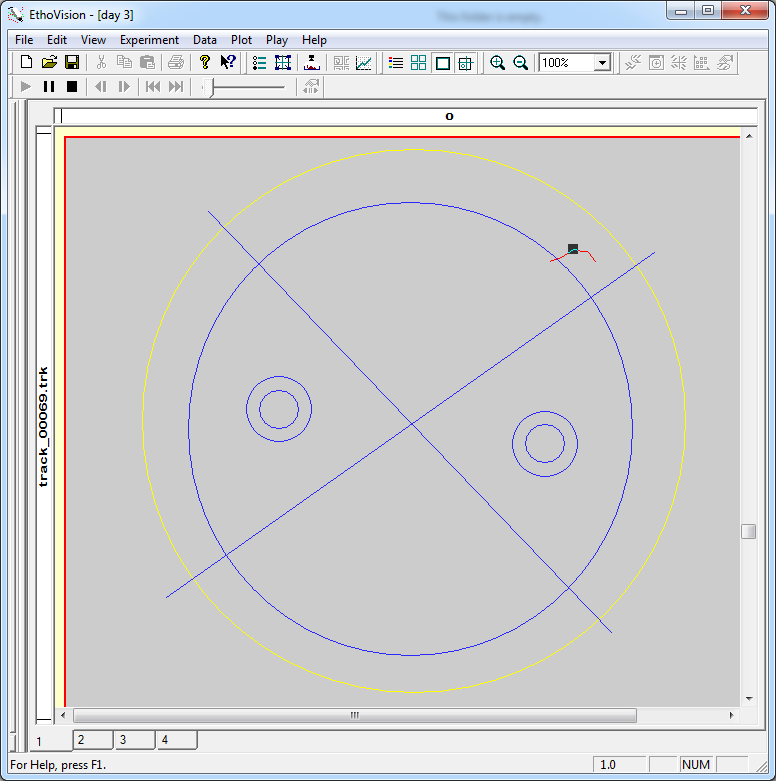 EthoVision - [day 3]
This folder is empty.
File Edit View Experiment Data Plot Play Help
100%
o
track_00069.trk
1 2 3 4
For Help, press F1.
1.0 NUM